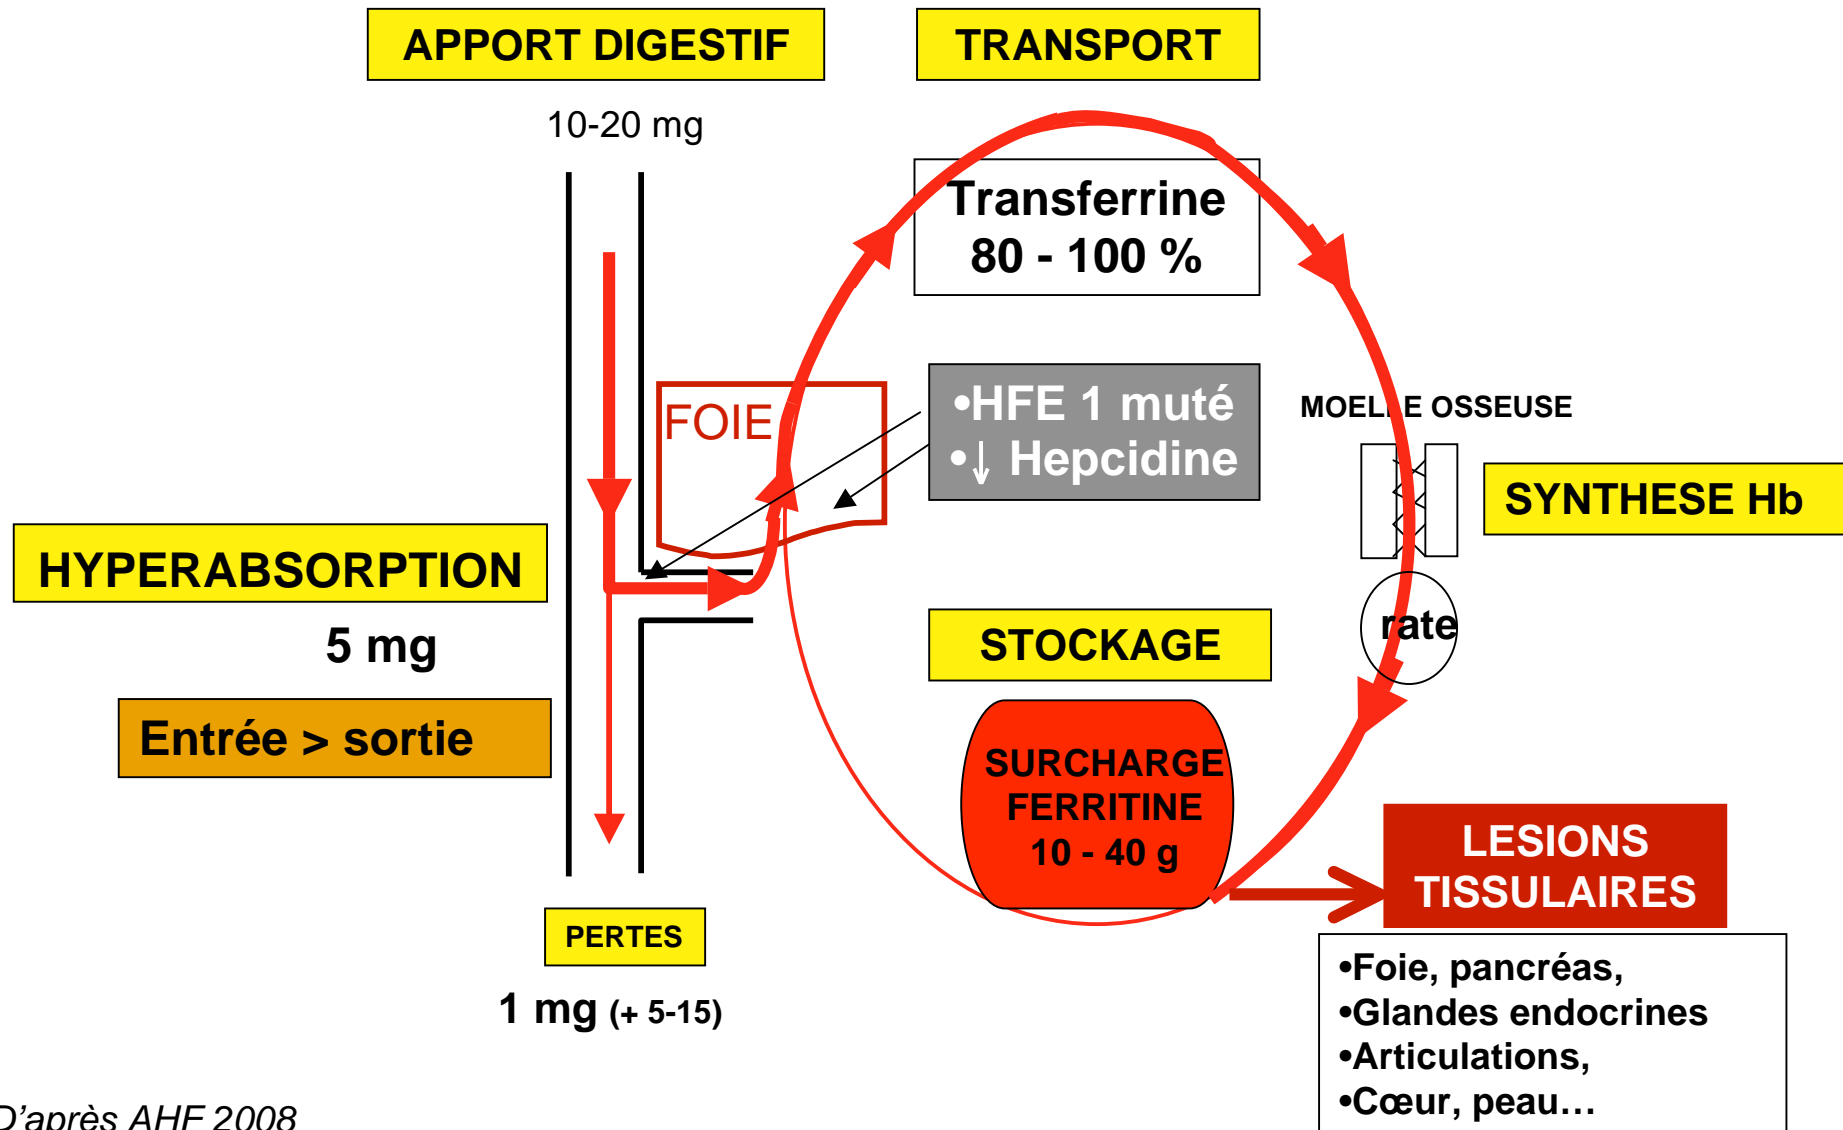 APPORT DIGESTIF
TRANSPORT
10-20 mg
Transferrine
80 - 100 %
FOIE
•HFE 1 muté
•↓ Hepcidine
MOELLE OSSEUSE
SYNTHESE Hb
HYPERABSORPTION
5 mg
rate
STOCKAGE
Entrée > sortie
SURCHARGE
FERRITINE
10 - 40 g
LESIONS
TISSULAIRES
PERTES
1 mg (+ 5-15)
•Foie, pancréas,
•Glandes endocrines
•Articulations,
•Cœur, peau…
D’après AHF 2008